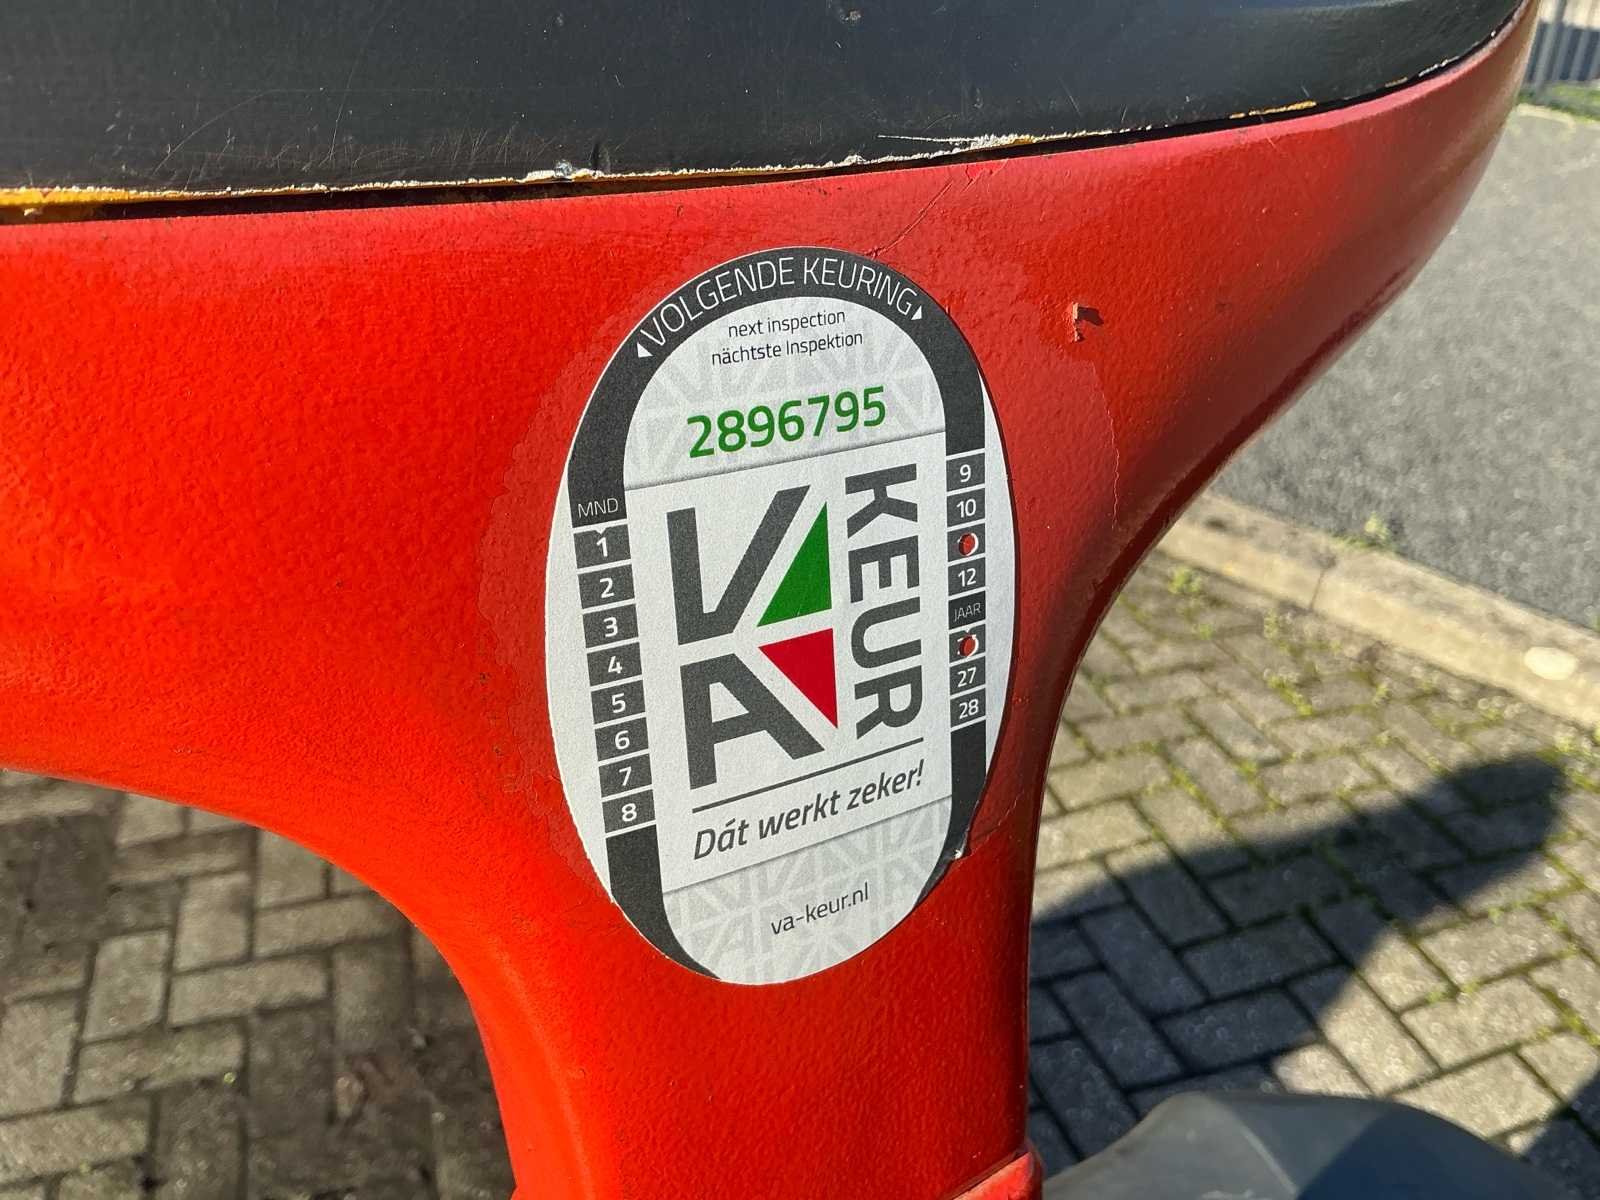 VOLGENDE KEURING
next inspection
nächtste Inspektion
2896795
MND
1
2
3
4
5
6
7
8
VA
KEUR
9
10
12
JAAR
27
28
Dát werkt zeker!
va-keur.nl